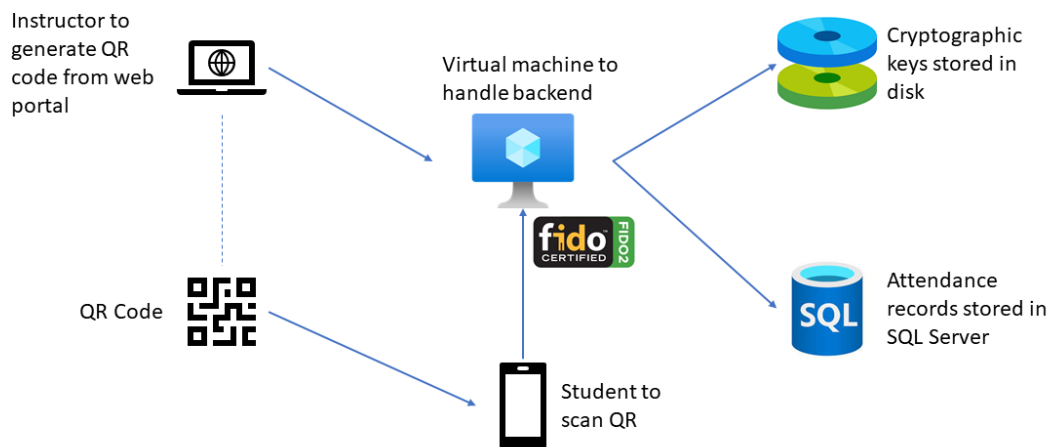 Instructor to
generate QR
code from web
portal
Virtual machine to
handle backend
Cryptographic
keys stored in
disk
fido™
CERTIFIED
FIDO2
QR Code
SQL
Attendance
records stored in
SQL Server
Student to
scan QR